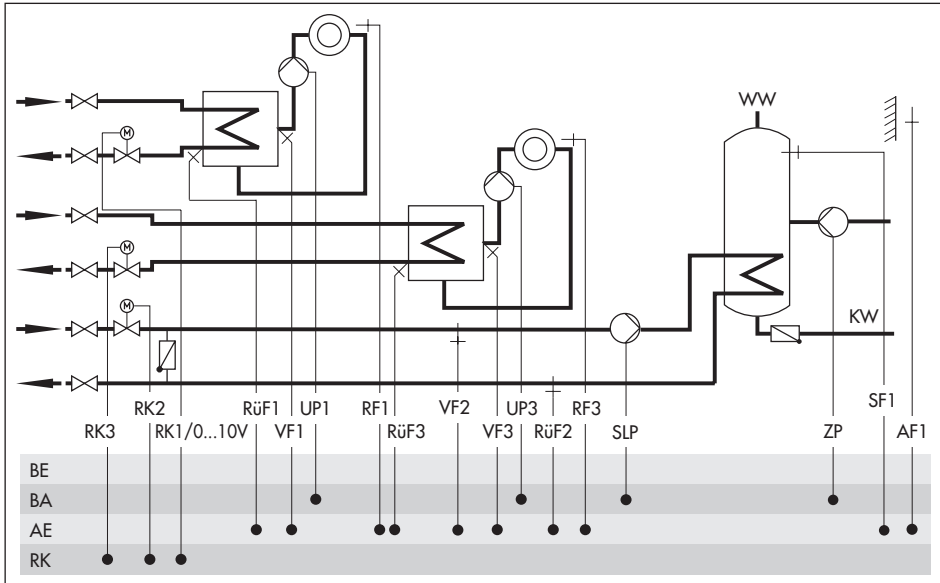 M
WW
M
M
KW
RK2 RüF1 UP1 RF1 VF2 UP3 RF3 SF1
RK3 RK1/0...10V VF1 RüF3 VF3 RüF2 SLP ZP AF1
BE
BA
AE
RK